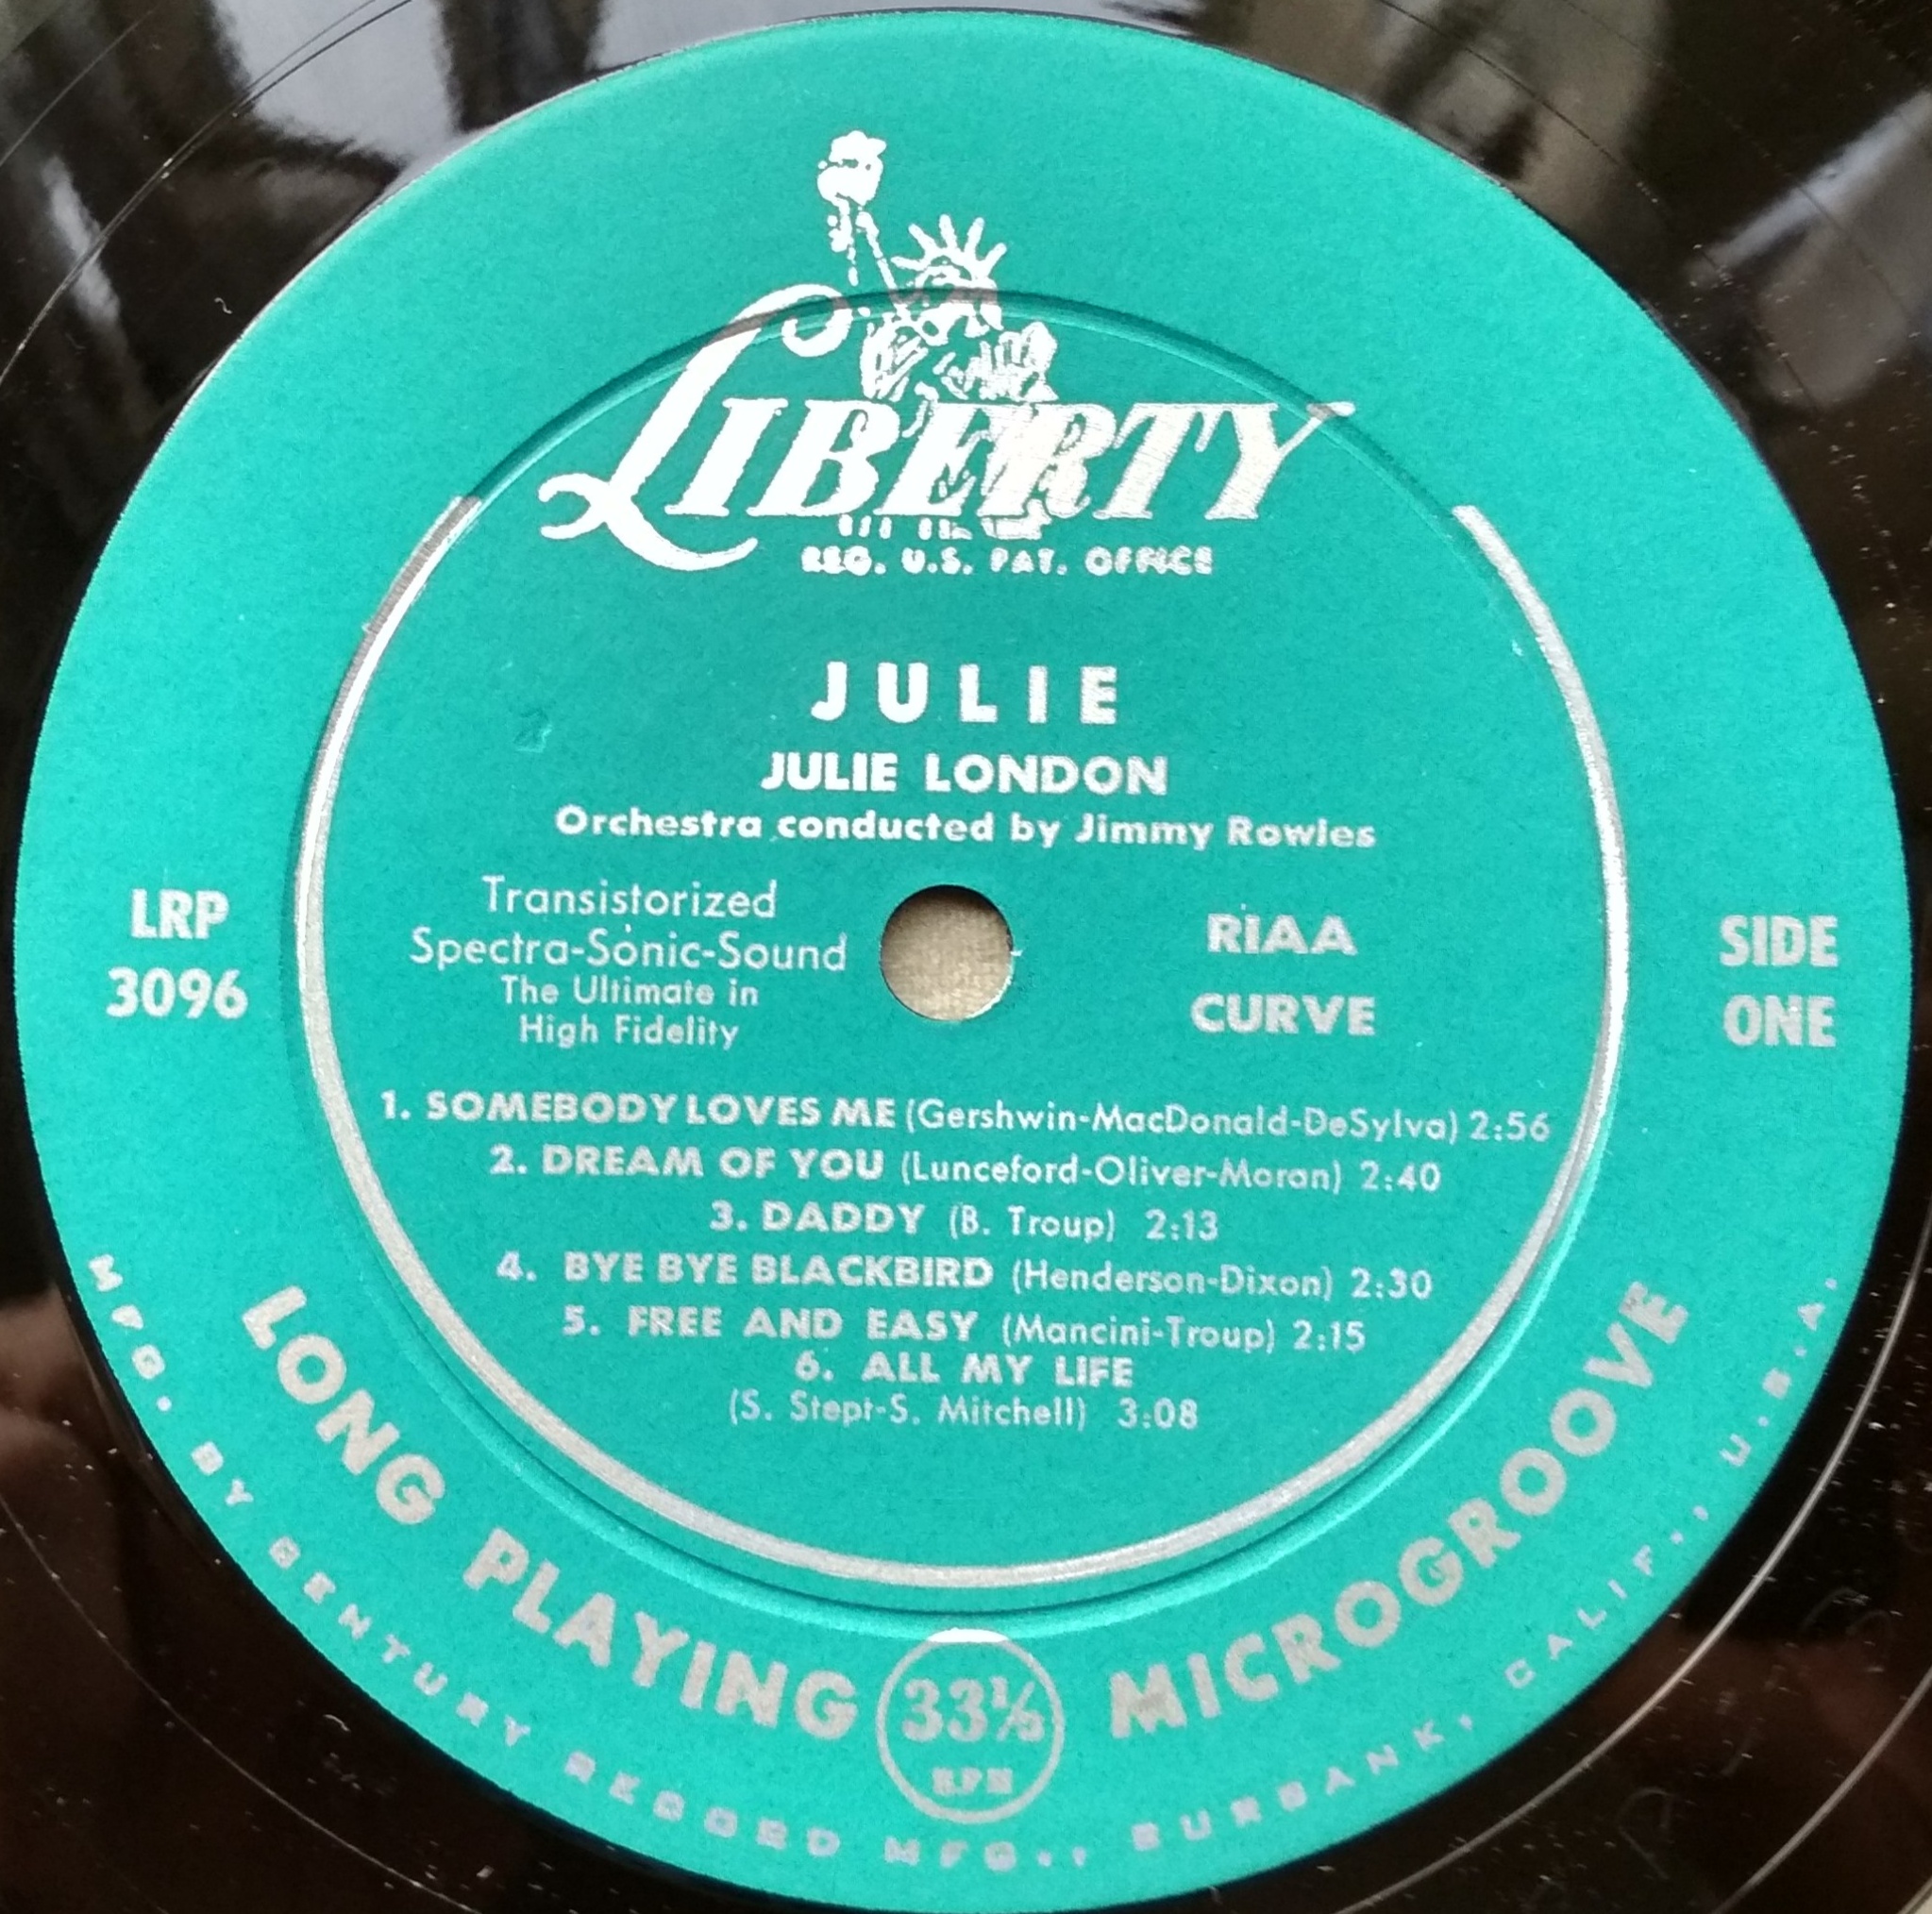 LIBERTY
REG. U.S. PAT. OFFICE
JULIE
JULIE LONDON
Orchestra conducted by Jimmy Rowles
Transistorized
Spectra-Sonic-Sound
The Ultimate in
High Fidelity
RIAA
CURVE
LRP
3096
SIDE
ONE
1. SOMEBODY LOVES ME (Gershwin-MacDonald-DeSylva) 2:56
2. DREAM OF YOU (Lunceford-Oliver-Moran) 2:40
3. DADDY (B. Troup) 2:13
4. BYE BYE BLACKBIRD (Henderson-Dixon) 2:30
5. FREE AND EASY (Mancini-Troup) 2:15
6. ALL MY LIFE
(S. Stept-S. Mitchell) 3:08
LONG PLAYING 33⅓ MICROGROOVE
RPM
MFG. BY CENTURY RECORD MFG., BURBANK, CALIF., U.S.A.